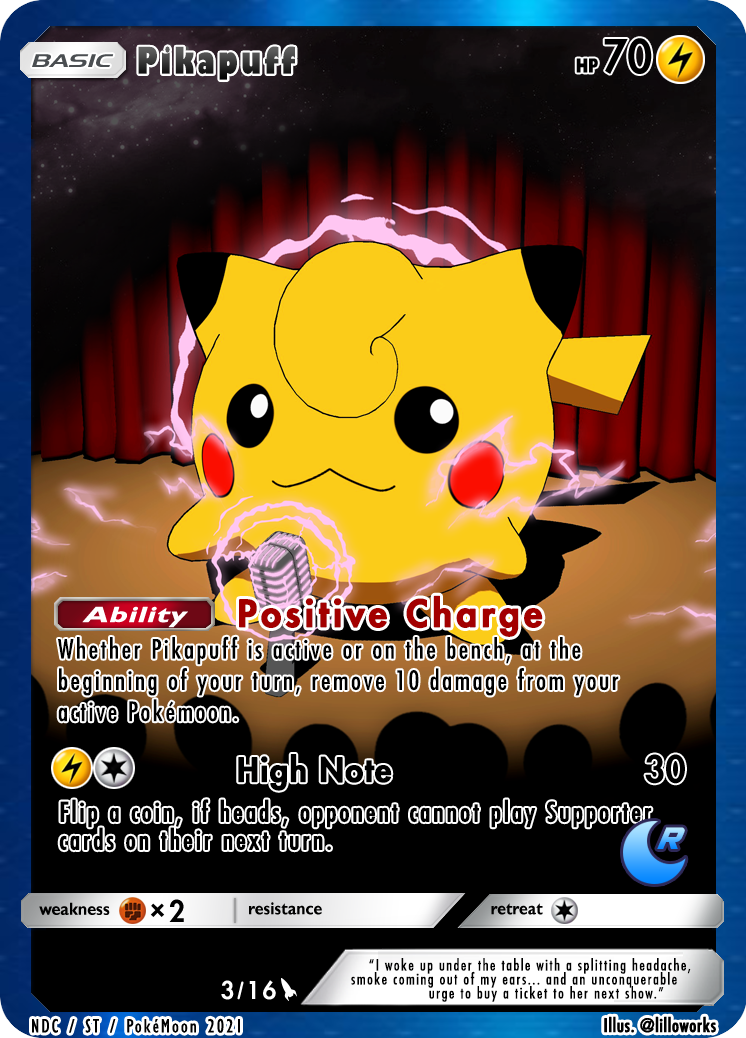 BASIC Pikapuff HP 70
Ability Positive Charge
Whether Pikapuff is active or on the bench, at the
beginning of your turn, remove 10 damage from your
active Pokémoon.
High Note 30
Flip a coin, if heads, opponent cannot play Supporter
cards on their next turn.
R
weakness ×2 resistance retreat
3/16
“I woke up under the table with a splitting headache,
smoke coming out of my ears... and an unconquerable
urge to buy a ticket to her next show.”
NDC / ST / PokéMoon 2021 Illus. @lilloworks